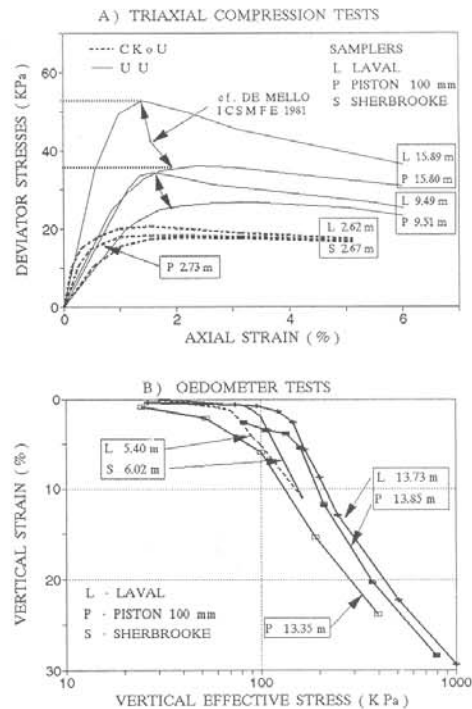 A ) TRIAXIAL COMPRESSION TESTS
CKoU
U U
SAMPLERS
L LAVAL
P PISTON 100 mm
S SHERBROOKE
cf. DE MELLO
ICSMFE 1981
DEVIATOR STRESSES (KPa)
60
40
20
0
L 15.89 m
P 15.80 m
L 9.49 m
P 9.51 m
L 2.62 m
S 2.67 m
P 2.73 m
0 2 4 6 7
AXIAL STRAIN (%)
B ) OEDOMETER TESTS
VERTICAL STRAIN (%)
0
10
20
30
L 5.40 m
S 6.02 m
L 13.73 m
P 13.85 m
P 13.35 m
L - LAVAL
P - PISTON 100 mm
S - SHERBROOKE
10 100 1000
VERTICAL EFFECTIVE STRESS ( K Pa)